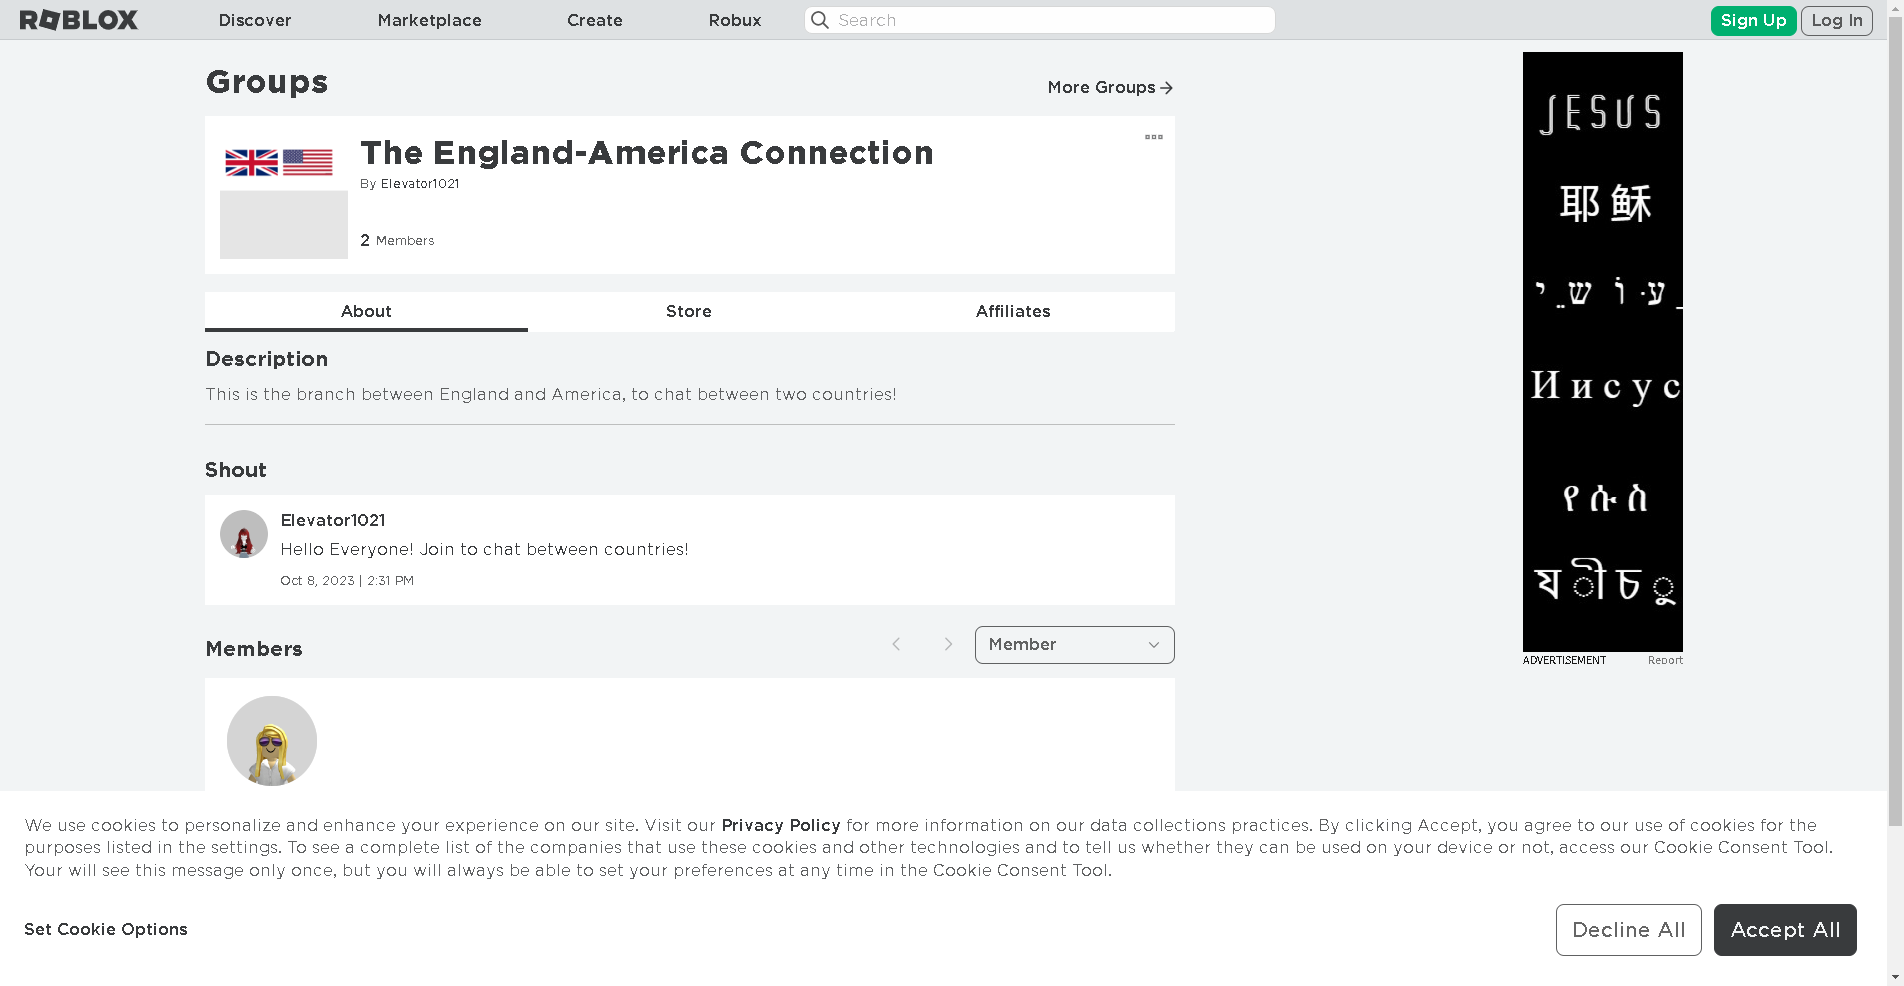 ROBLOX Discover Marketplace Create Robux Search Sign Up Log In
Groups
More Groups
The England-America Connection
By Elevator1021
2 Members
About Store Affiliates
Description
This is the branch between England and America, to chat between two countries!
Shout
Elevator1021
Hello Everyone! Join to chat between countries!
Oct 8, 2023 | 2:31 PM
Members
Member
JESUS
耶稣
Иисус
የሱስ
ADVERTISEMENT Report
We use cookies to personalize and enhance your experience on our site. Visit our Privacy Policy for more information on our data collections practices. By clicking Accept, you agree to our use of cookies for the
purposes listed in the settings. To see a complete list of the companies that use these cookies and other technologies and to tell us whether they can be used on your device or not, access our Cookie Consent Tool.
Your will see this message only once, but you will always be able to set your preferences at any time in the Cookie Consent Tool.
Set Cookie Options
Decline All
Accept All